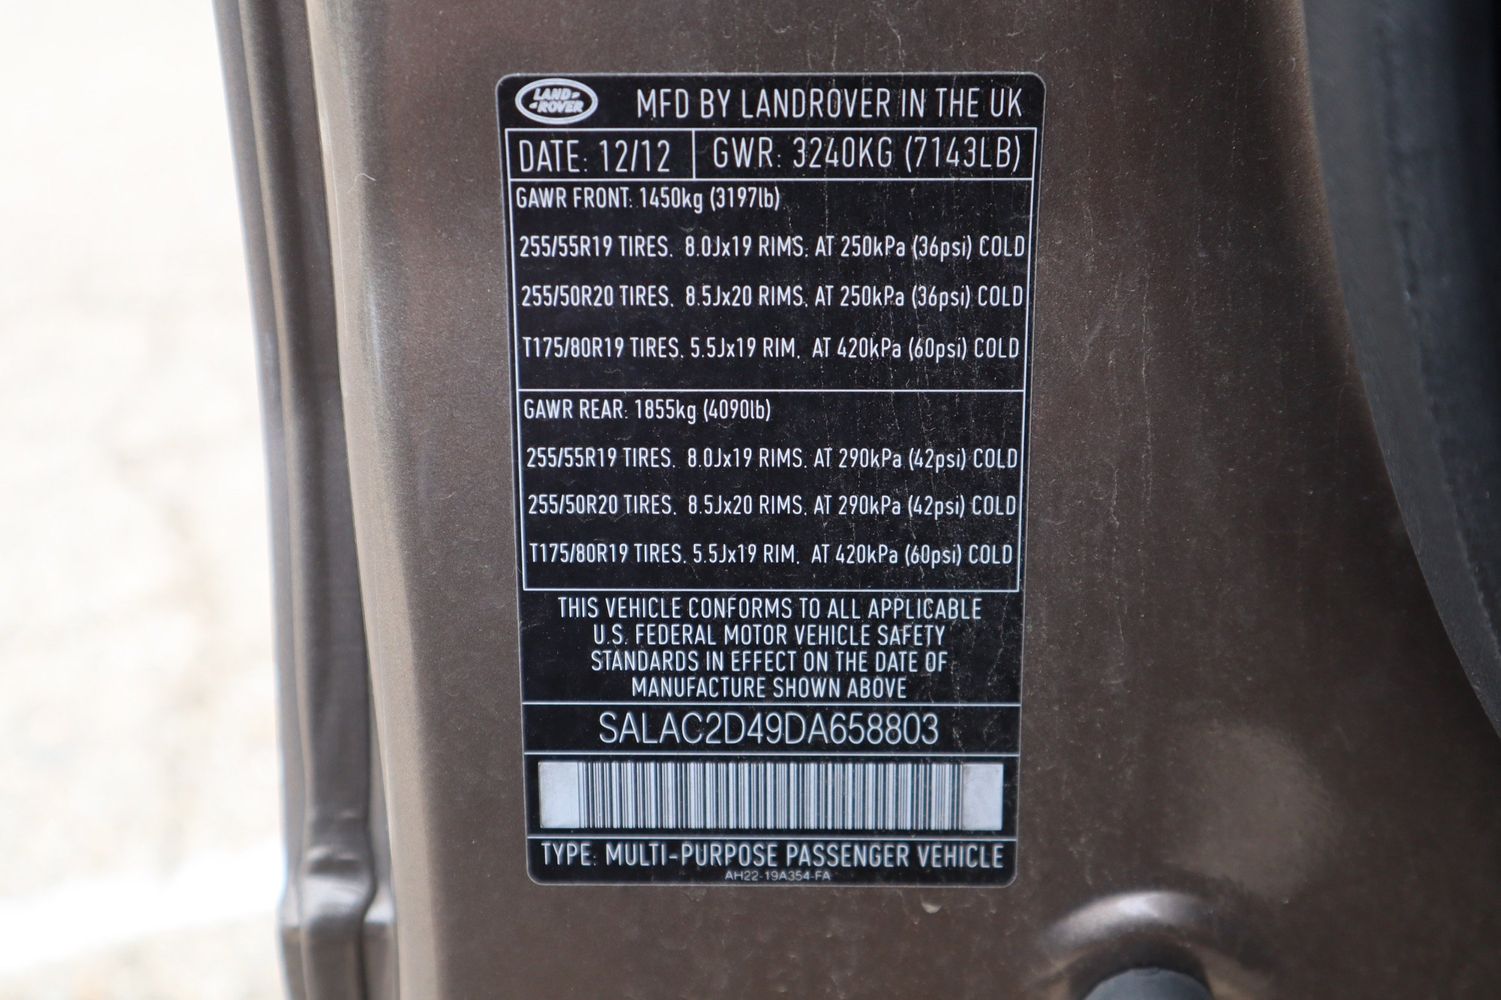 LAND-
-ROVER
MFD BY LANDROVER IN THE UK
DATE: 12/12
GWR: 3240KG (7143LB)
GAWR FRONT: 1450kg (3197lb)
255/55R19 TIRES, 8.0Jx19 RIMS, AT 250kPa (36psi) COLD
255/50R20 TIRES, 8.5Jx20 RIMS, AT 250kPa (36psi) COLD
T175/80R19 TIRES, 5.5Jx19 RIM, AT 420kPa (60psi) COLD
GAWR REAR: 1855kg (4090lb)
255/55R19 TIRES, 8.0Jx19 RIMS, AT 290kPa (42psi) COLD
255/50R20 TIRES, 8.5Jx20 RIMS, AT 290kPa (42psi) COLD
T175/80R19 TIRES, 5.5Jx19 RIM, AT 420kPa (60psi) COLD
THIS VEHICLE CONFORMS TO ALL APPLICABLE
U.S. FEDERAL MOTOR VEHICLE SAFETY
STANDARDS IN EFFECT ON THE DATE OF
MANUFACTURE SHOWN ABOVE
SALAC2D49DA658803
TYPE: MULTI-PURPOSE PASSENGER VEHICLE
AH22-19A354-FA